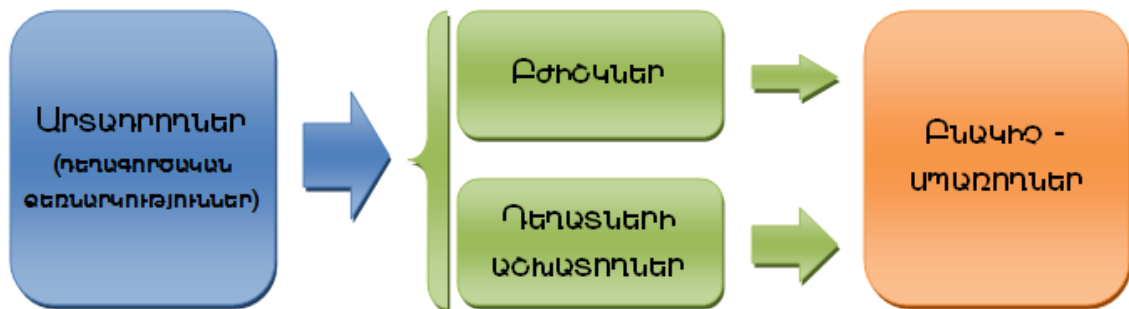 Արտադրողներ
(դեղագործական
ձեռնարկություններ)
Բժիշկներ
Դեղատների
աշխատողներ
Բնակիչ -
սպառողներ